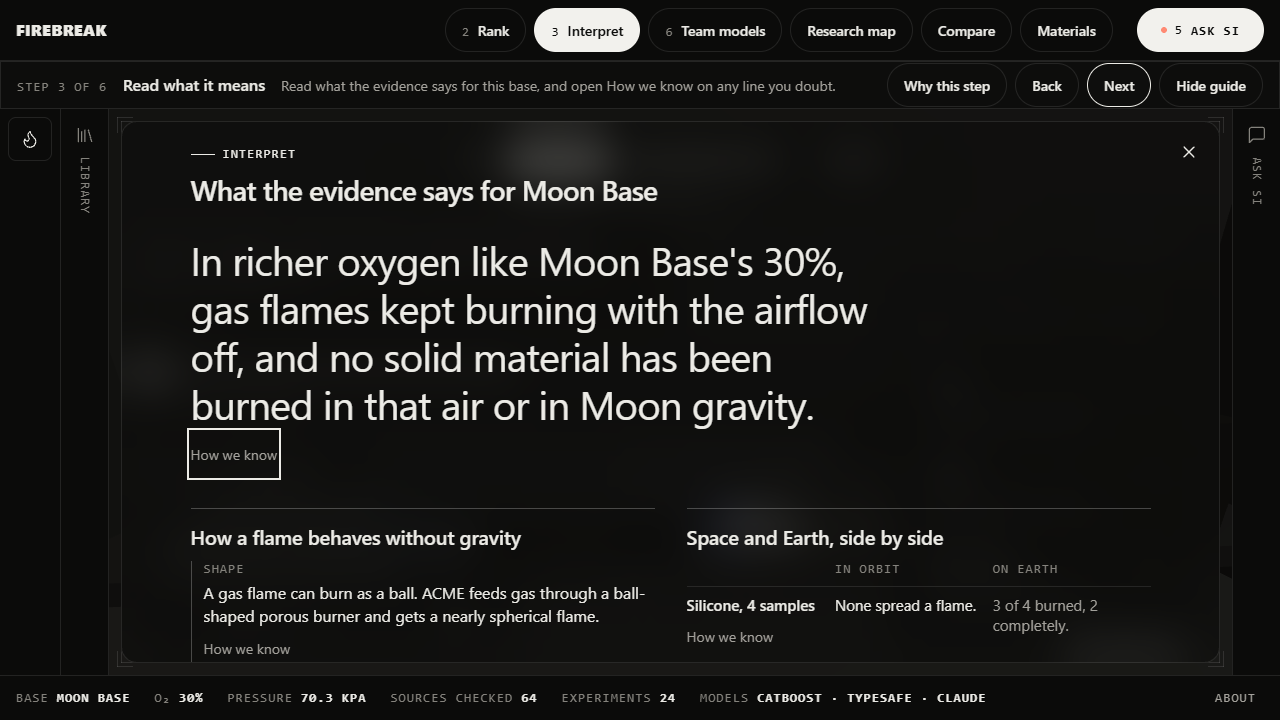 FIREBREAK
2 Rank
3 Interpret
6 Team models
Research map
Compare
Materials
5 ASK SI
STEP 3 OF 6
Read what it means
Read what the evidence says for this base, and open How we know on any line you doubt.
Why this step
Back
Next
Hide guide
LIBRARY
ASK SI
INTERPRET
What the evidence says for Moon Base
In richer oxygen like Moon Base's 30%,
gas flames kept burning with the airflow
off, and no solid material has been
burned in that air or in Moon gravity.
How we know
How a flame behaves without gravity
SHAPE
A gas flame can burn as a ball. ACME feeds gas through a ball-
shaped porous burner and gets a nearly spherical flame.
How we know
Space and Earth, side by side
IN ORBIT ON EARTH
Silicone, 4 samples None spread a flame. 3 of 4 burned, 2
completely.
How we know
BASE MOON BASE O₂ 30% PRESSURE 70.3 KPA SOURCES CHECKED 64 EXPERIMENTS 24 MODELS CATBOOST · TYPESAFE · CLAUDE ABOUT